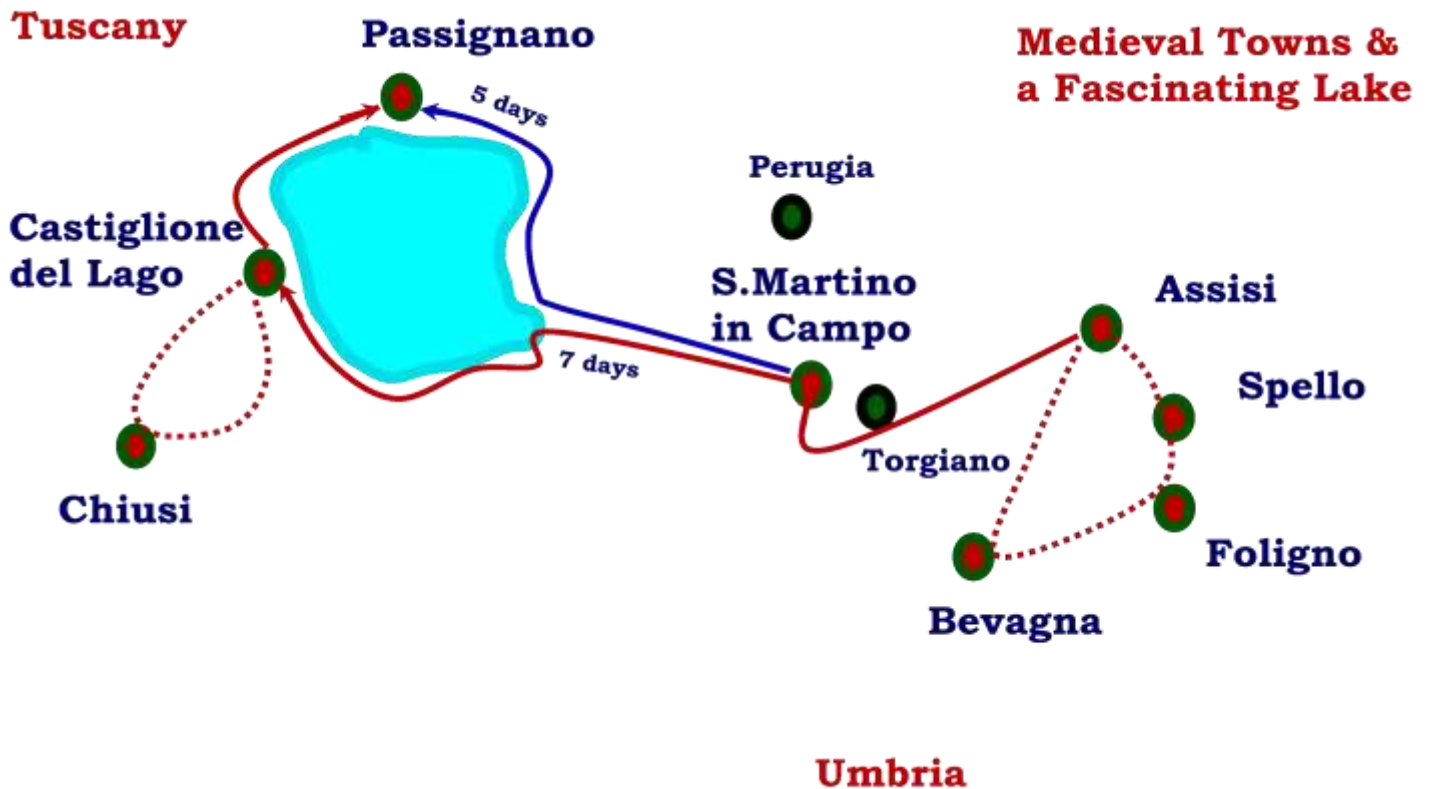 Tuscany
Passignano
Medieval Towns &
a Fascinating Lake
5 days
Perugia
Castiglione
del Lago
S.Martino
in Campo
Assisi
7 days
Spello
Torgiano
Chiusi
Foligno
Bevagna
Umbria